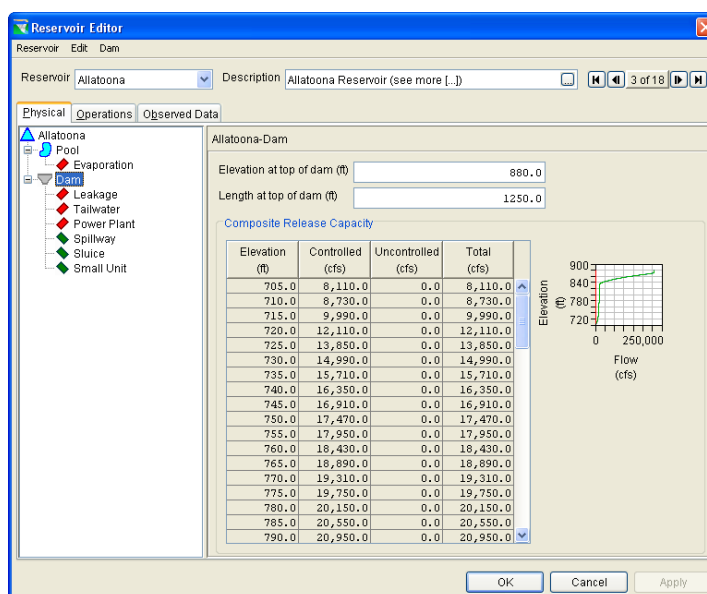 Reservoir Editor
Reservoir Edit Dam
Reservoir Allatoona Description Allatoona Reservoir (see more [...]) ... 3 of 18
Physical Operations Observed Data
Allatoona
Pool
Evaporation
Dam
Leakage
Tailwater
Power Plant
Spillway
Sluice
Small Unit
Allatoona-Dam
Elevation at top of dam (ft) 880.0
Length at top of dam (ft) 1250.0
Composite Release Capacity
Elevation Controlled Uncontrolled Total
(ft) (cfs) (cfs) (cfs)
705.0 8,110.0 0.0 8,110.0
710.0 8,730.0 0.0 8,730.0
715.0 9,990.0 0.0 9,990.0
720.0 12,110.0 0.0 12,110.0
725.0 13,850.0 0.0 13,850.0
730.0 14,990.0 0.0 14,990.0
735.0 15,710.0 0.0 15,710.0
740.0 16,350.0 0.0 16,350.0
745.0 16,910.0 0.0 16,910.0
750.0 17,470.0 0.0 17,470.0
755.0 17,950.0 0.0 17,950.0
760.0 18,430.0 0.0 18,430.0
765.0 18,890.0 0.0 18,890.0
770.0 19,310.0 0.0 19,310.0
775.0 19,750.0 0.0 19,750.0
780.0 20,150.0 0.0 20,150.0
785.0 20,550.0 0.0 20,550.0
790.0 20,950.0 0.0 20,950.0
Elevation
(ft)
900
840
780
720
0 250,000
Flow
(cfs)
OK Cancel Apply